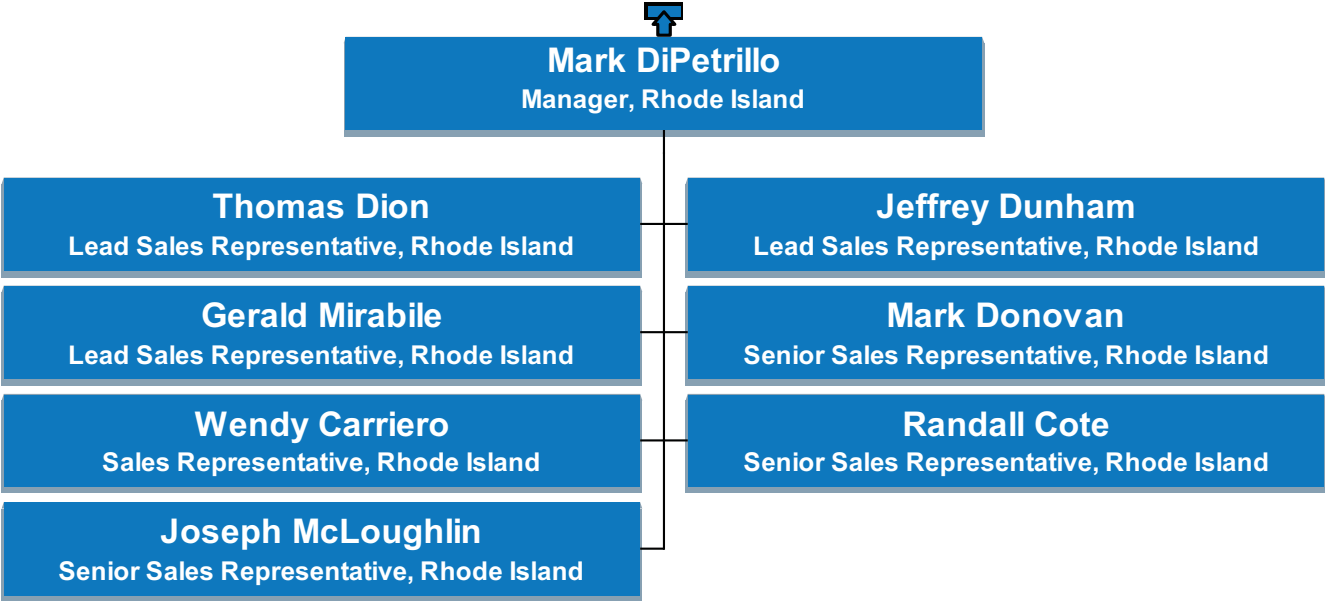 Mark DiPetrillo
Manager, Rhode Island
Thomas Dion
Lead Sales Representative, Rhode Island
Jeffrey Dunham
Lead Sales Representative, Rhode Island
Gerald Mirabile
Lead Sales Representative, Rhode Island
Mark Donovan
Senior Sales Representative, Rhode Island
Wendy Carriero
Sales Representative, Rhode Island
Randall Cote
Senior Sales Representative, Rhode Island
Joseph McLoughlin
Senior Sales Representative, Rhode Island